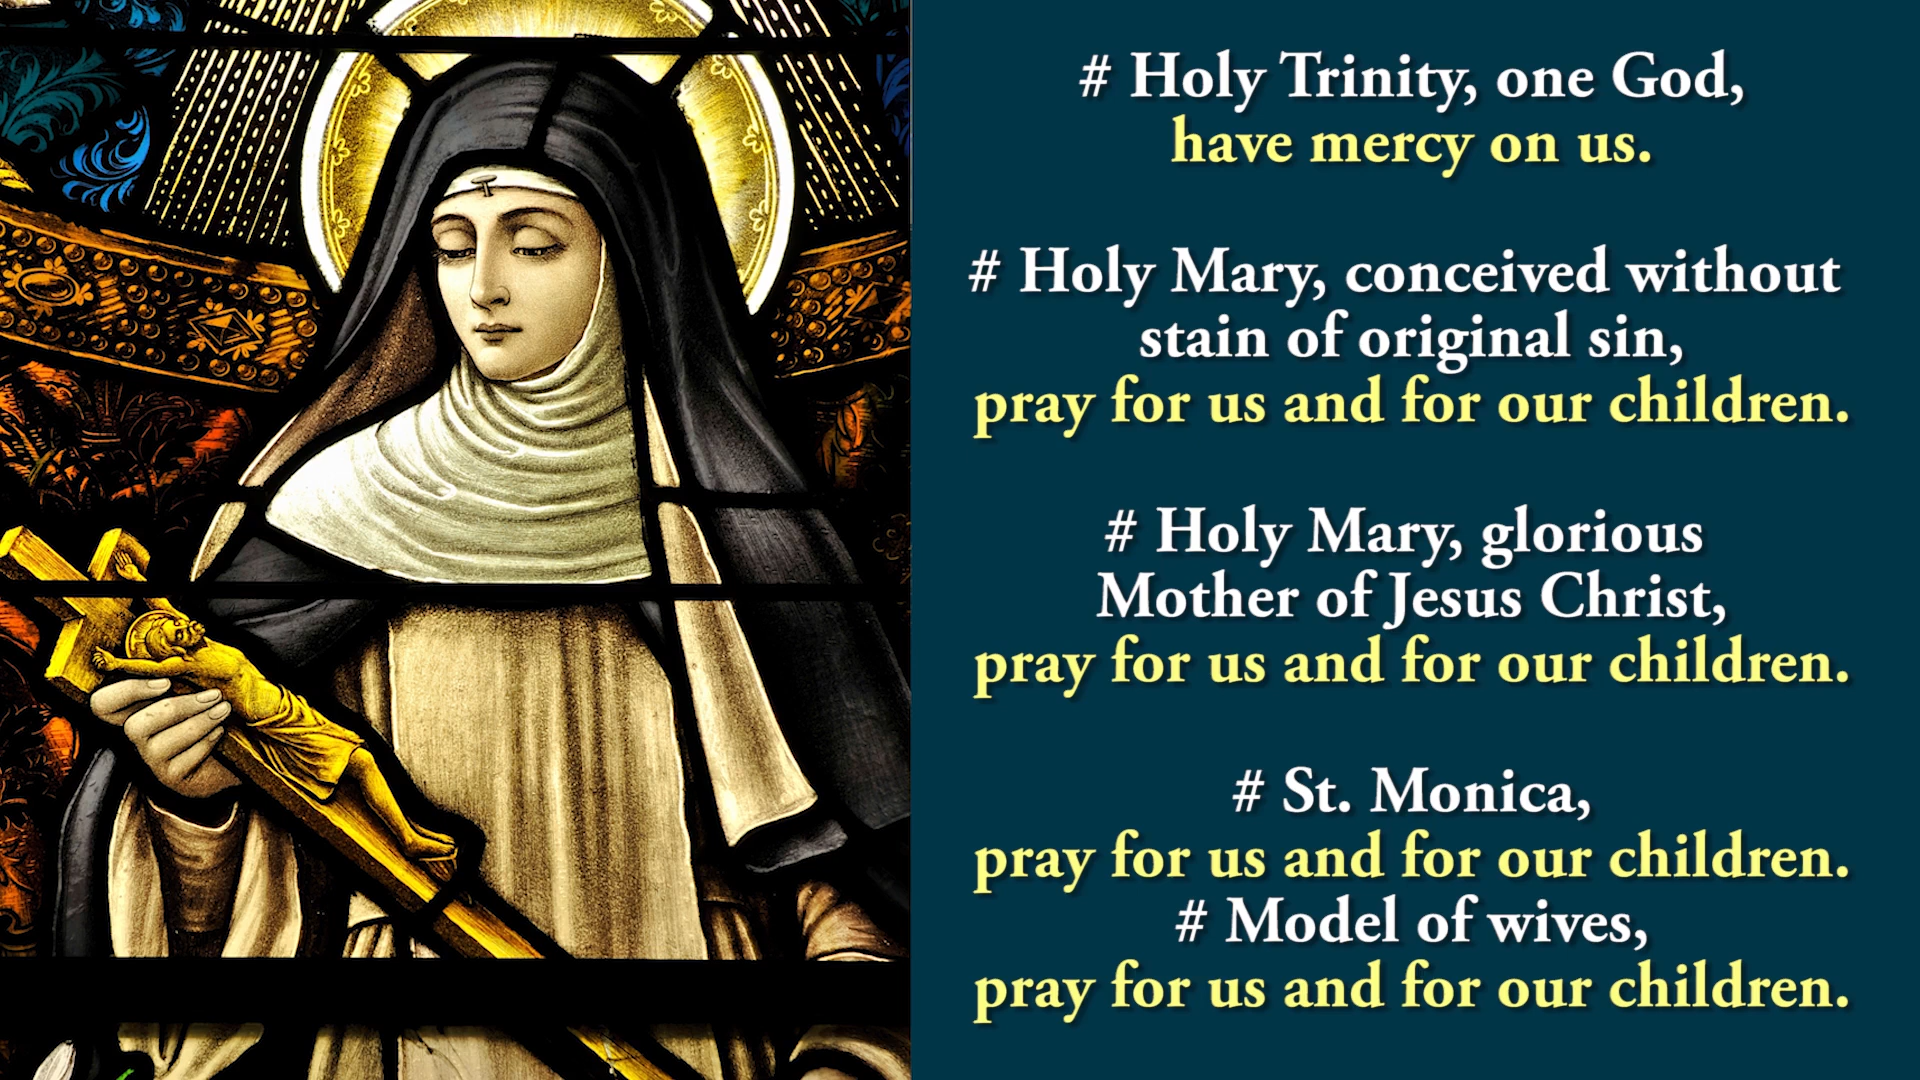 # Holy Trinity, one God,
have mercy on us.
# Holy Mary, conceived without
stain of original sin,
pray for us and for our children.
# Holy Mary, glorious
Mother of Jesus Christ,
pray for us and for our children.
# St. Monica,
pray for us and for our children.
# Model of wives,
pray for us and for our children.